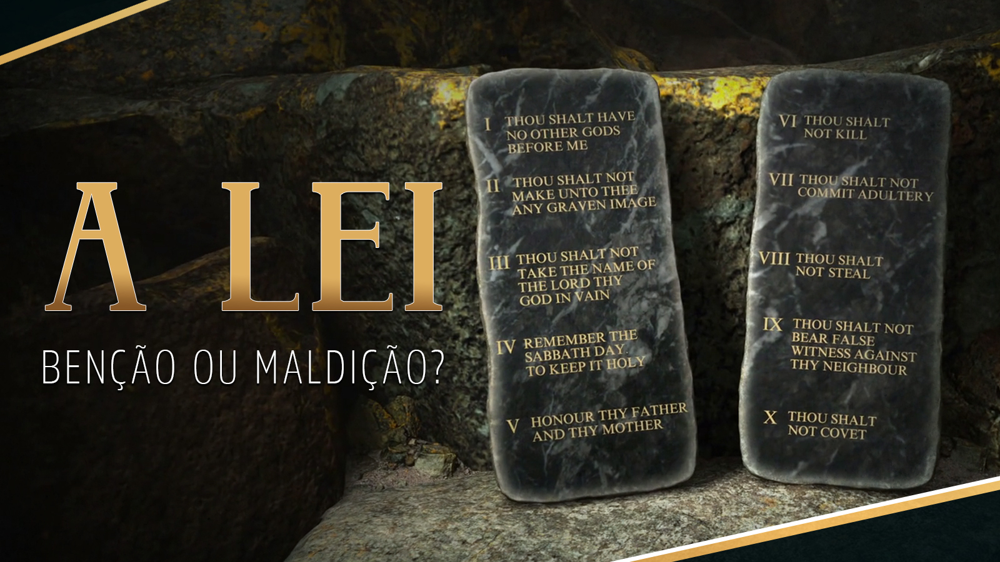 A LEI
BENÇÃO OU MALDIÇÃO?
I THOU SHALT HAVE
NO OTHER GODS
BEFORE ME
II THOU SHALT NOT
MAKE UNTO THEE
ANY GRAVEN IMAGE
III THOU SHALT NOT
TAKE THE NAME OF
THE LORD THY
GOD IN VAIN
IV REMEMBER THE
SABBATH DAY.
TO KEEP IT HOLY
V HONOUR THY FATHER
AND THY MOTHER
VI THOU SHALT
NOT KILL
VII THOU SHALT NOT
COMMIT ADULTERY
VIII THOU SHALT
NOT STEAL
IX THOU SHALT NOT
BEAR FALSE
WITNESS AGAINST
THY NEIGHBOUR
X THOU SHALT
NOT COVET